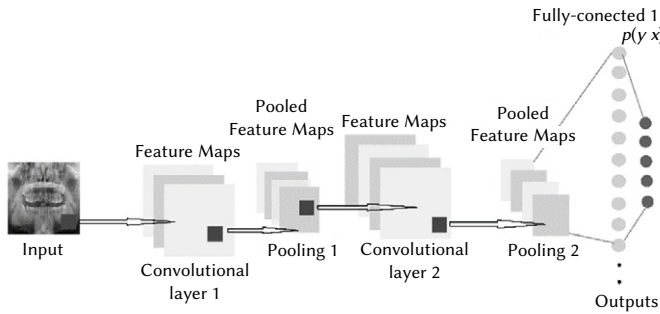 Fully-conected 1
p(y x)
Pooled
Feature Maps
Feature Maps
Pooled
Feature Maps
Feature Maps
Input
Convolutional
layer 1
Pooling 1
Convolutional
layer 2
Pooling 2
Outputs